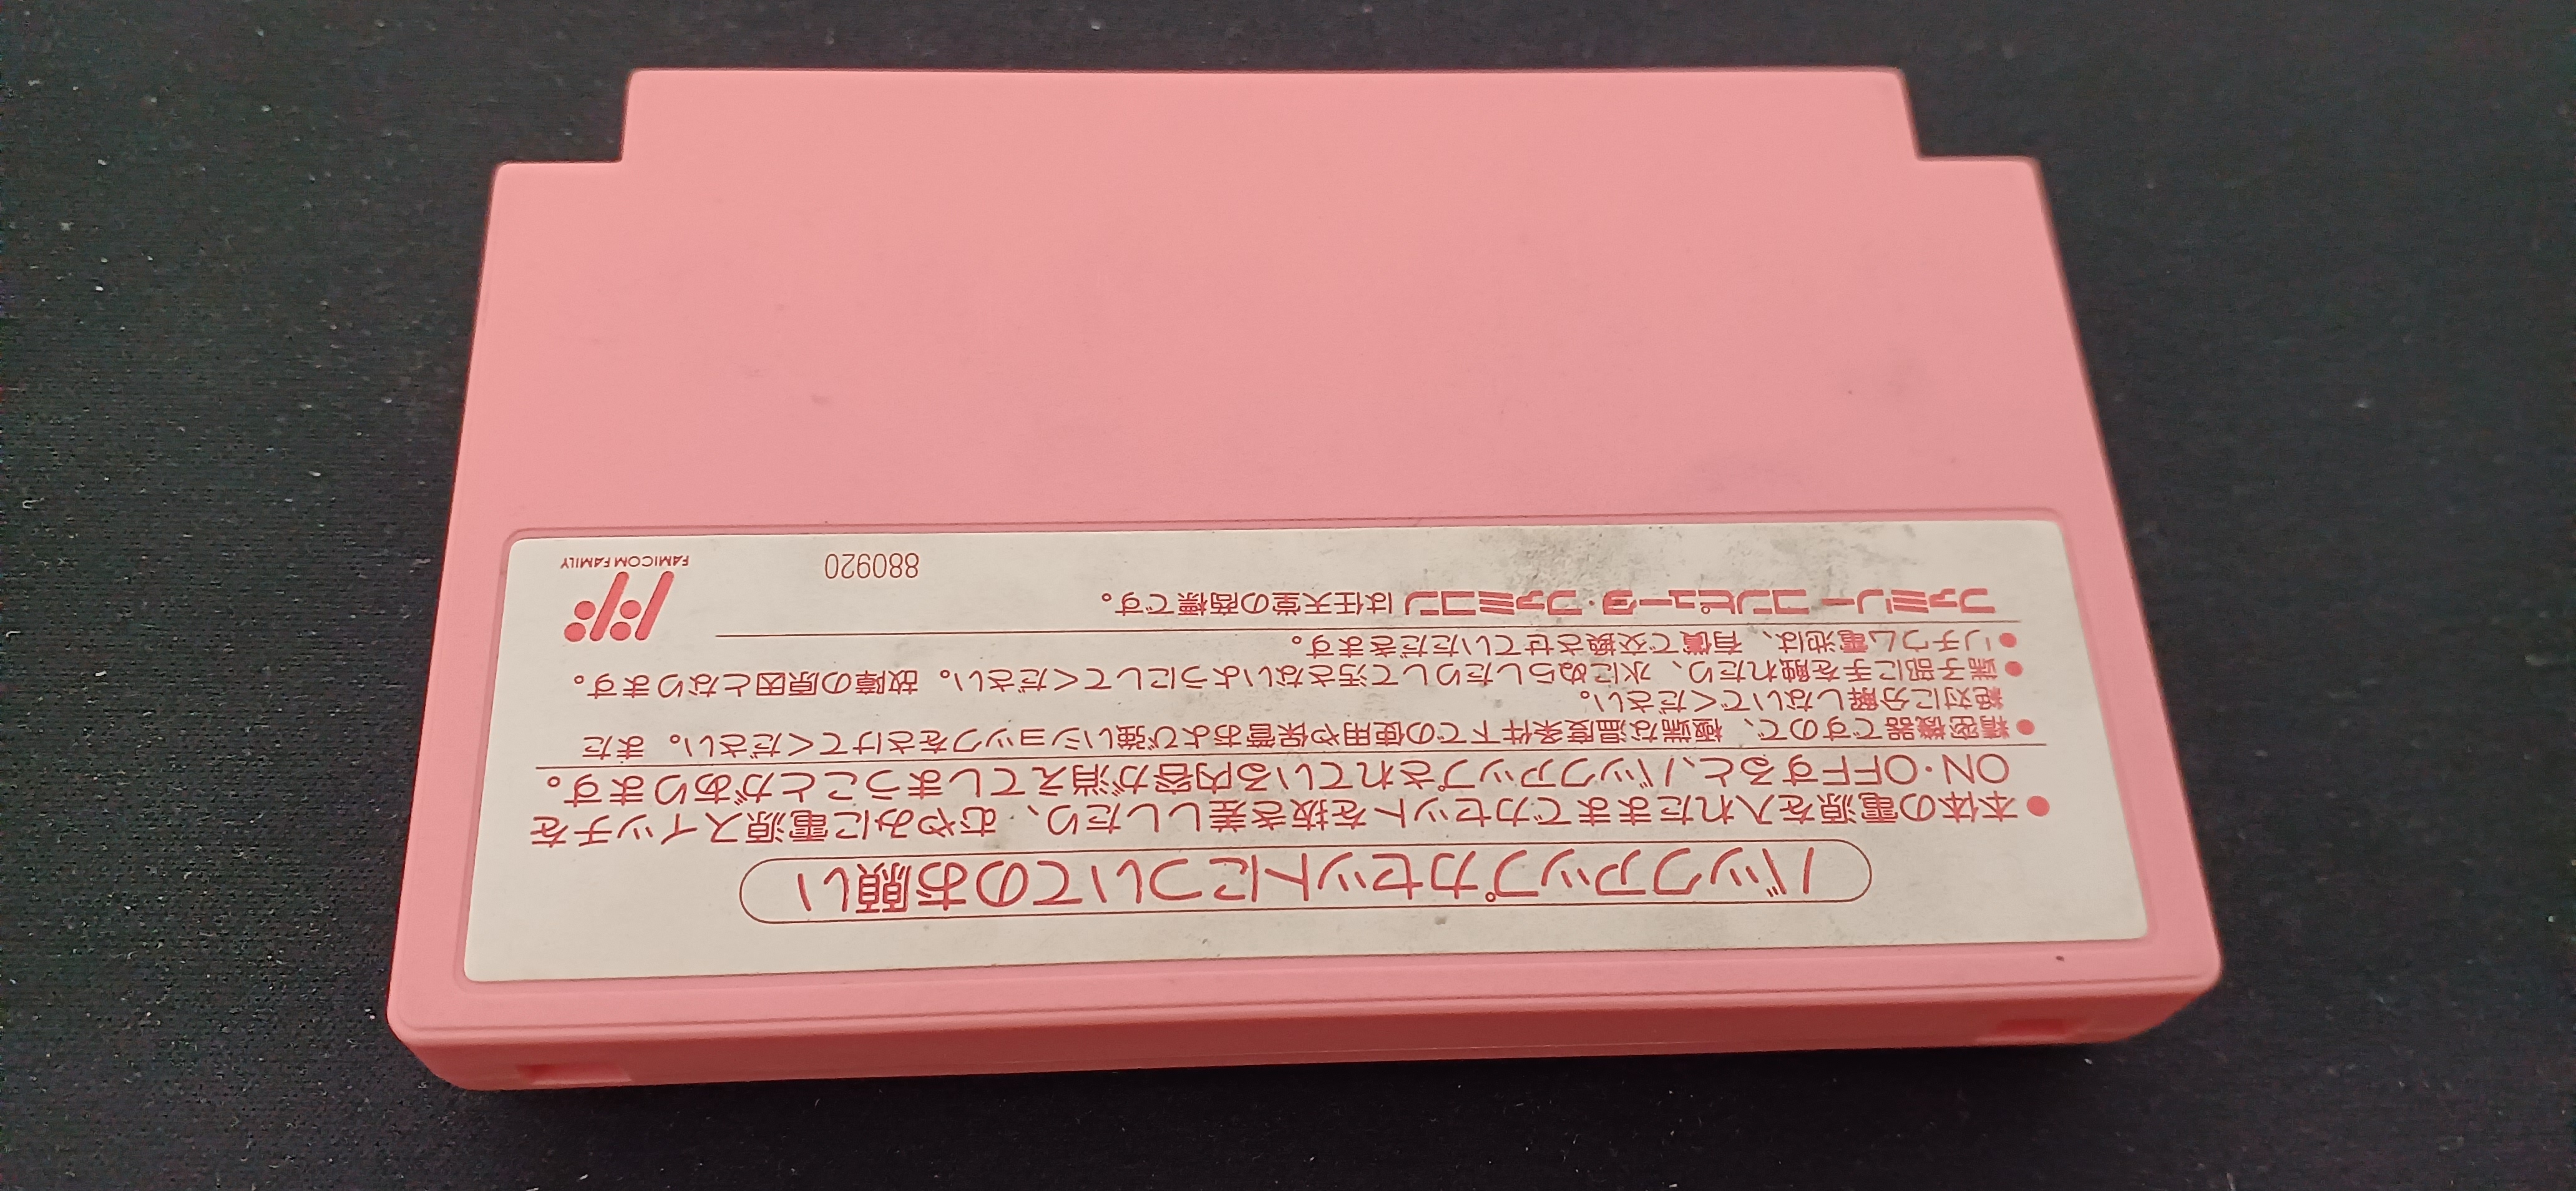 バックアップカセットについてのお願い
●本体の電源を入れたままでカセットを抜き差ししたり、むやみに電源スイッチを
ON・OFFすると、バックアップされている内容が消えてしまうことがあります。
●精密機器ですので、極端な温度条件下での使用や保管および強いショックをさけてください。また
絶対に分解しないでください。
●端子部に手を触れたり、水にぬらしたりして汚さないようにしてください。故障の原因となります。
●リチウム電池は、有償で交換させていただきます。
ファミリーコンピュータ・ファミコンは任天堂の商標です。
880920
FAMICOM FAMILY